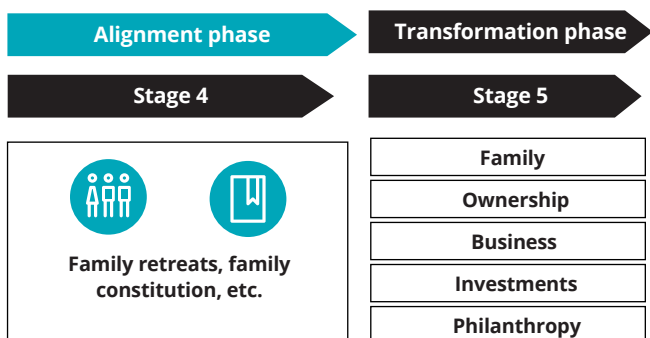 Alignment phase
Transformation phase
Stage 4
Stage 5
Family retreats, family
constitution, etc.
Family
Ownership
Business
Investments
Philanthropy